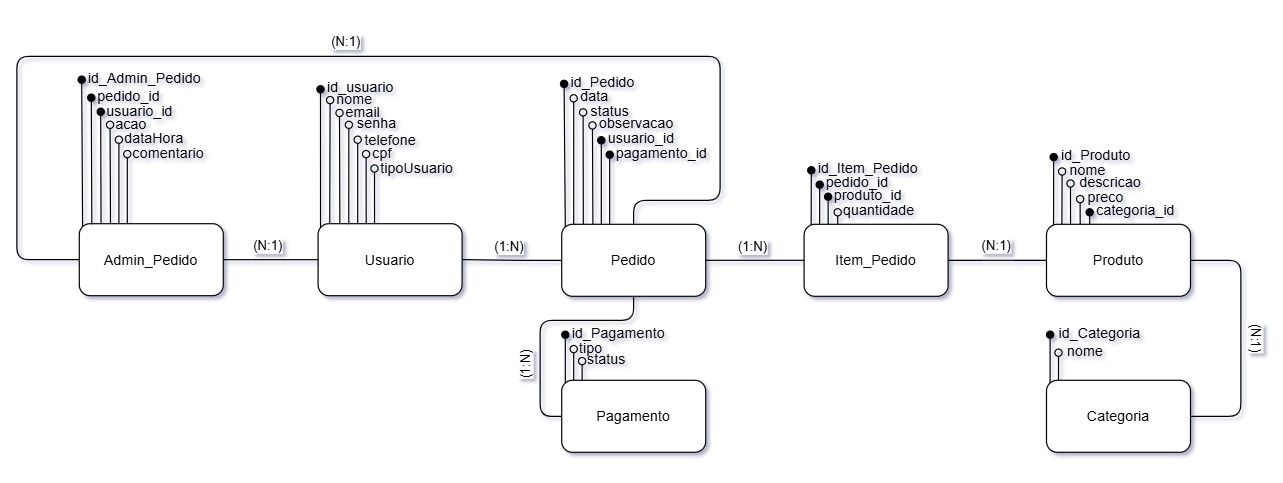 (N:1)
id_Admin_Pedido
pedido_id
usuario_id
acao
dataHora
comentario
Admin_Pedido
(N:1)
id_usuario
nome
email
senha
telefone
cpf
tipoUsuario
Usuario
(1:N)
id_Pedido
data
status
observacao
usuario_id
pagamento_id
Pedido
(1:N)
id_Item_Pedido
pedido_id
produto_id
quantidade
Item_Pedido
(N:1)
id_Produto
nome
descricao
preco
categoria_id
Produto
(1:N)
id_Pagamento
tipo
status
Pagamento
id_Categoria
nome
Categoria
(N:1)